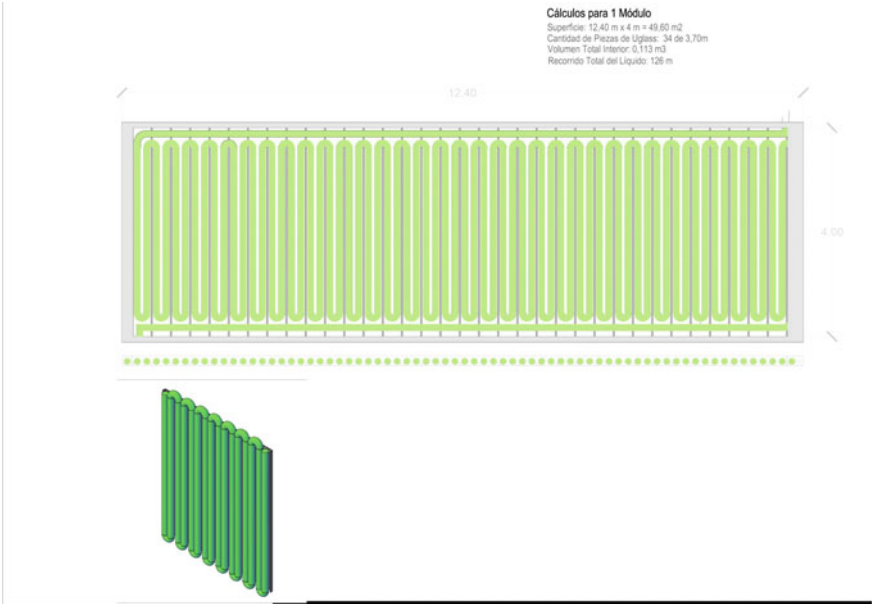 Cálculos para 1 Módulo
Superficie: 12,40 m x 4 m = 49,60 m2
Cantidad de Piezas de Uglass: 34 de 3,70m
Volumen Total Interior: 0,113 m3
Recorrido Total del Líquido: 126 m
12.40
4.00